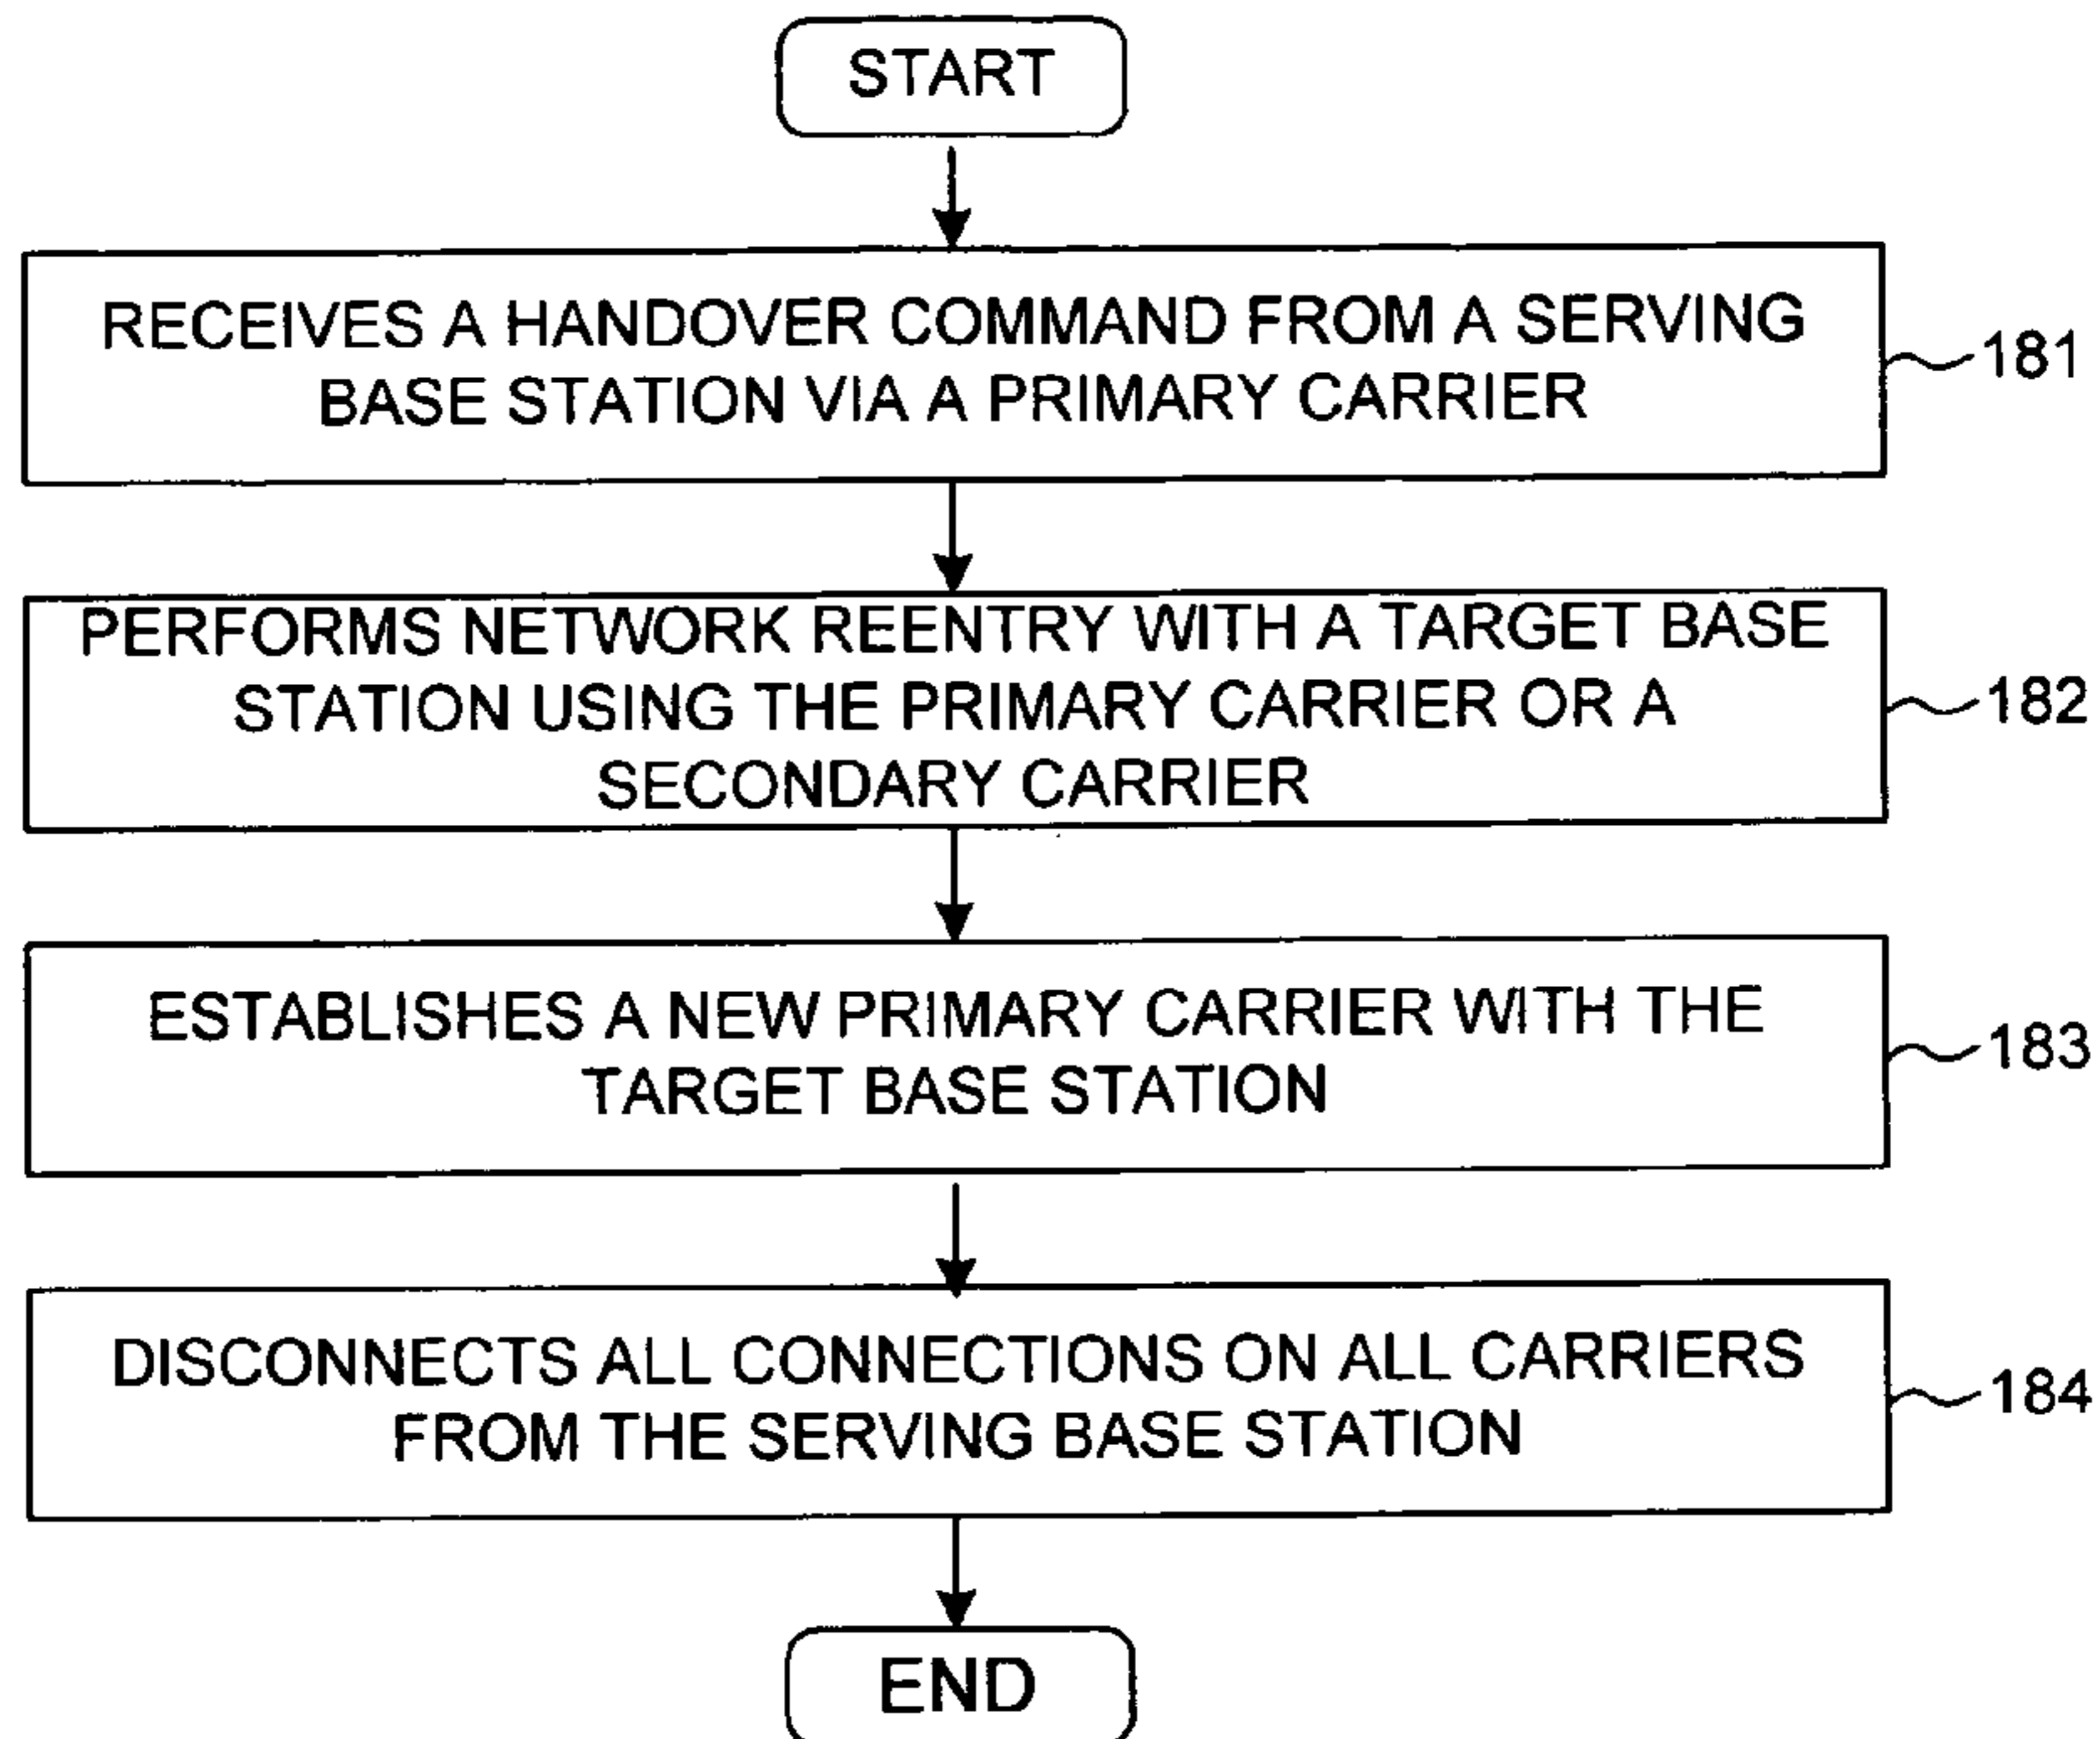 START
RECEIVES A HANDOVER COMMAND FROM A SERVING
BASE STATION VIA A PRIMARY CARRIER
181
PERFORMS NETWORK REENTRY WITH A TARGET BASE
STATION USING THE PRIMARY CARRIER OR A
SECONDARY CARRIER
182
ESTABLISHES A NEW PRIMARY CARRIER WITH THE
TARGET BASE STATION
183
DISCONNECTS ALL CONNECTIONS ON ALL CARRIERS
FROM THE SERVING BASE STATION
184
END